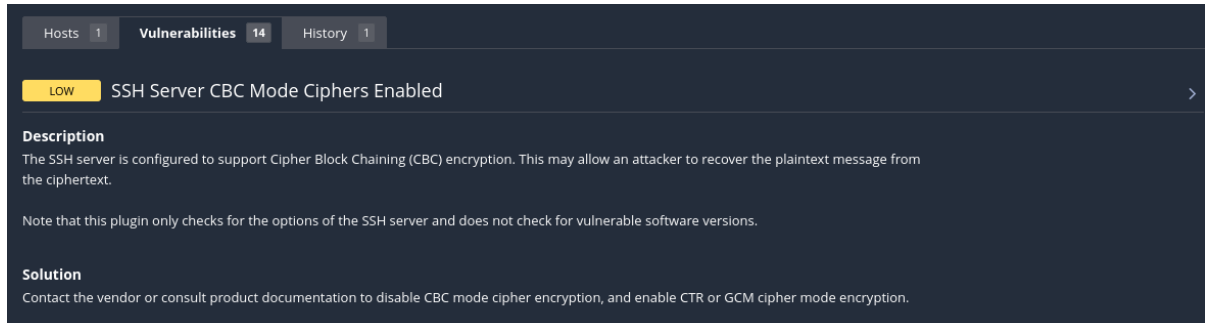 Hosts 1 Vulnerabilities 14 History 1
LOW SSH Server CBC Mode Ciphers Enabled
Description
The SSH server is configured to support Cipher Block Chaining (CBC) encryption. This may allow an attacker to recover the plaintext message from
the ciphertext.
Note that this plugin only checks for the options of the SSH server and does not check for vulnerable software versions.
Solution
Contact the vendor or consult product documentation to disable CBC mode cipher encryption, and enable CTR or GCM cipher mode encryption.